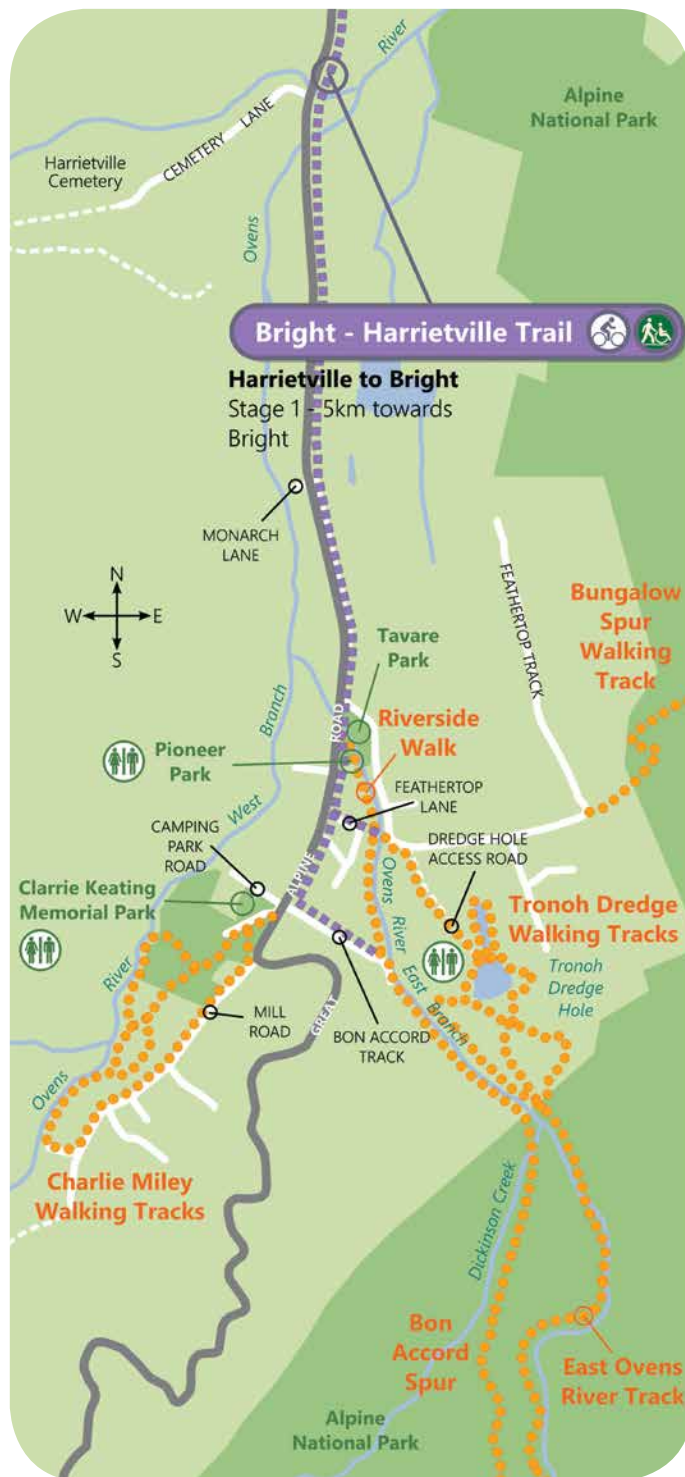 River
Alpine
National Park
CEMETERY LANE
Harrietville
Cemetery
Ovens
Bright - Harrietville Trail
Harrietville to Bright
Stage 1 - 5km towards
Bright
MONARCH
LANE
N
W
E
S
FEATHERTOP TRACK
Bungalow
Spur
Walking
Track
Tavare
Park
Branch
ROAD
Riverside
Walk
Pioneer
Park
West
FEATHERTOP
LANE
CAMPING
PARK
ROAD
DREDGE HOLE
ACCESS ROAD
ALPINE
Clarrie Keating
Memorial Park
Ovens River East Branch
Tronoh Dredge
Walking Tracks
Tronoh
Dredge
Hole
River
MILL
ROAD
GREAT
BON ACCORD
TRACK
Ovens
Charlie Miley
Walking Tracks
Dickinson Creek
Bon
Accord
Spur
East Ovens
River Track
Alpine
National Park